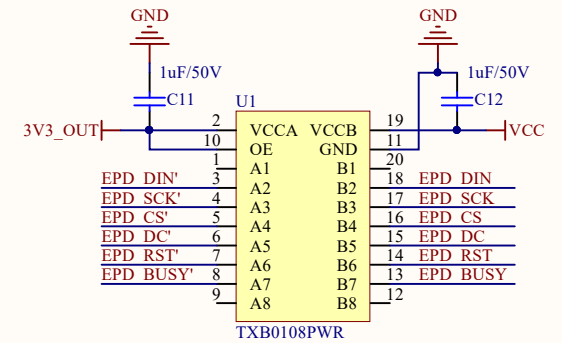 GND GND
1uF/50V 1uF/50V
C11 C12
U1
3V3_OUT 2 VCCA VCCB 19 VCC
10 OE GND 11
1 A1 B1 20
EPD_DIN' 3 A2 B2 18 EPD_DIN
EPD_SCK' 4 A3 B3 17 EPD_SCK
EPD_CS' 5 A4 B4 16 EPD_CS
EPD_DC' 6 A5 B5 15 EPD_DC
EPD_RST' 7 A6 B6 14 EPD_RST
EPD_BUSY' 8 A7 B7 13 EPD_BUSY
9 A8 B8 12
TXB0108PWR